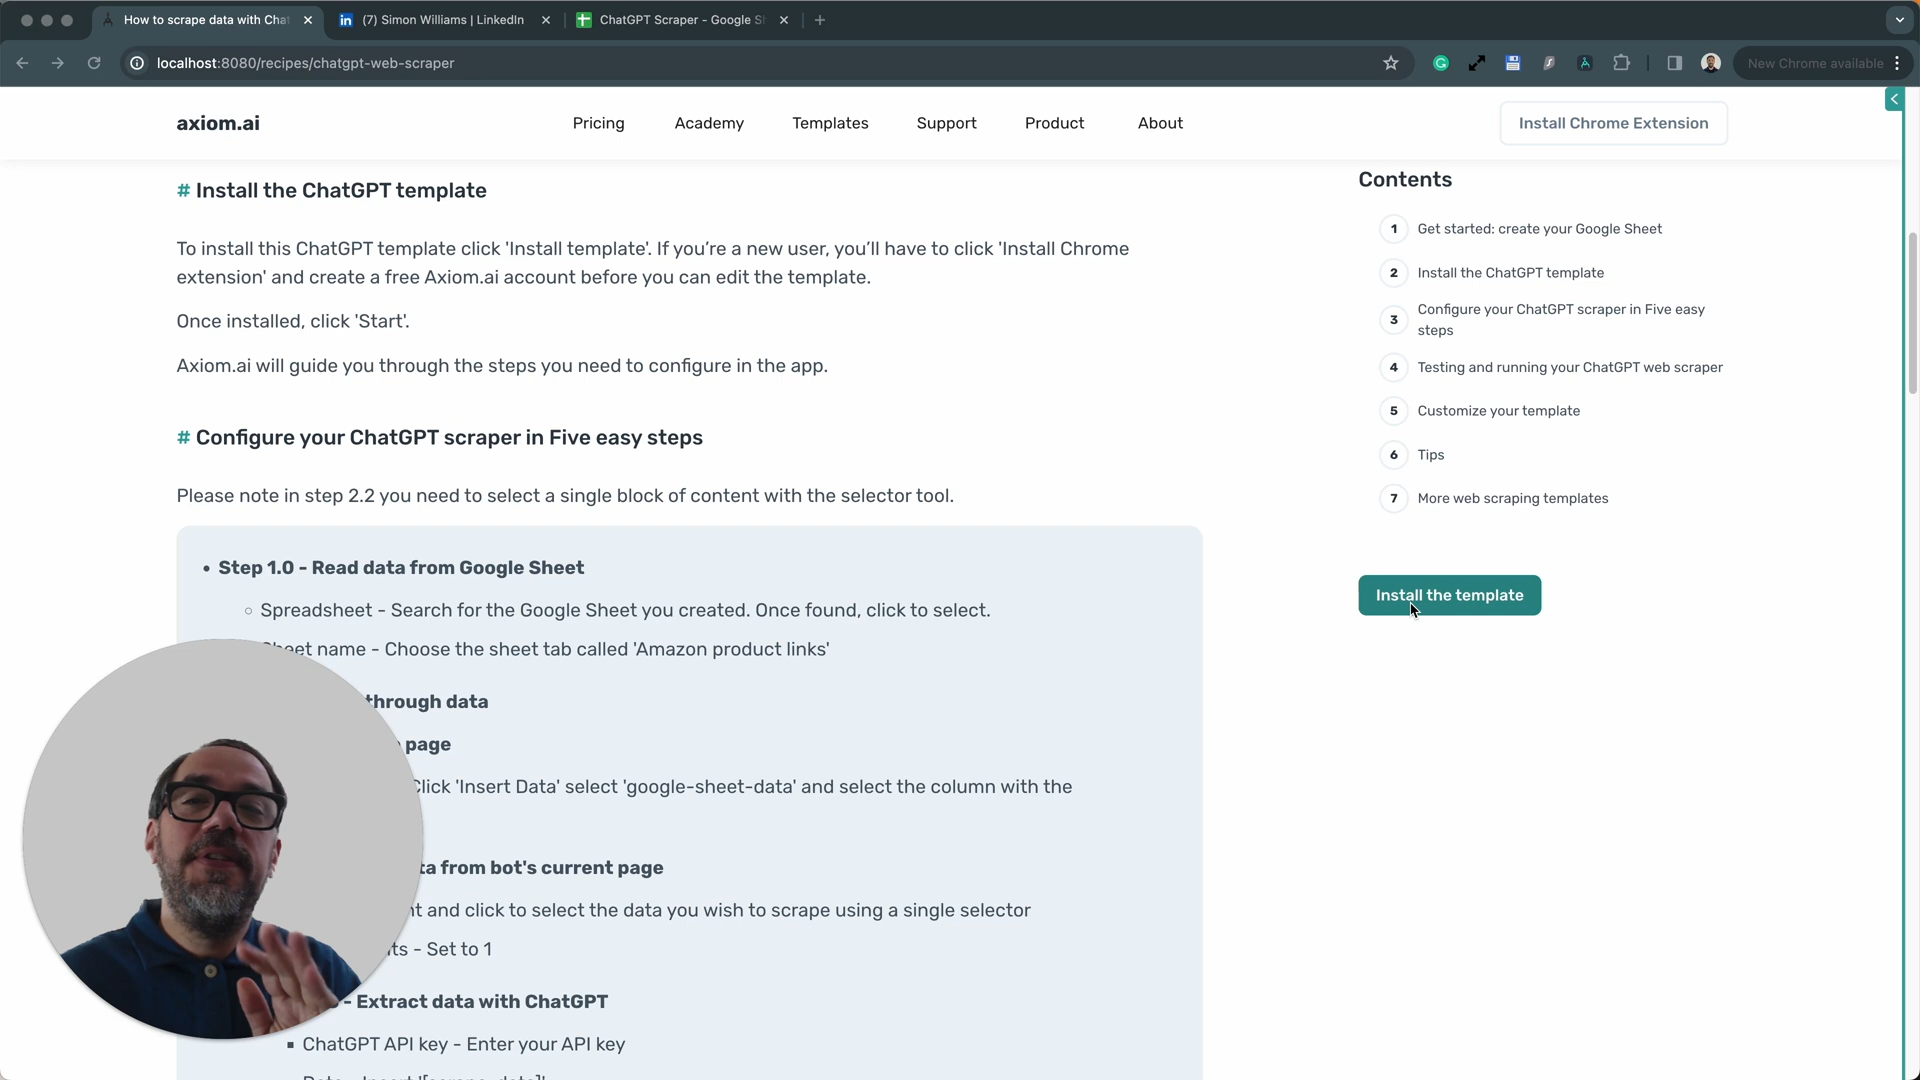 How to scrape data with Chat
(7) Simon Williams | LinkedIn
ChatGPT Scraper - Google S
localhost:8080/recipes/chatgpt-web-scraper
New Chrome available
axiom.ai
Pricing
Academy
Templates
Support
Product
About
Install Chrome Extension
# Install the ChatGPT template
To install this ChatGPT template click 'Install template'. If you’re a new user, you’ll have to click 'Install Chrome
extension' and create a free Axiom.ai account before you can edit the template.
Once installed, click 'Start'.
Axiom.ai will guide you through the steps you need to configure in the app.
# Configure your ChatGPT scraper in Five easy steps
Please note in step 2.2 you need to select a single block of content with the selector tool.
Step 1.0 - Read data from Google Sheet
Spreadsheet - Search for the Google Sheet you created. Once found, click to select.
Sheet name - Choose the sheet tab called 'Amazon product links'
through data
page
Click 'Insert Data' select 'google-sheet-data' and select the column with the
from bot's current page
and click to select the data you wish to scrape using a single selector
- Set to 1
- Extract data with ChatGPT
ChatGPT API key - Enter your API key
Contents
1 Get started: create your Google Sheet
2 Install the ChatGPT template
3 Configure your ChatGPT scraper in Five easy
steps
4 Testing and running your ChatGPT web scraper
5 Customize your template
6 Tips
7 More web scraping templates
Install the template